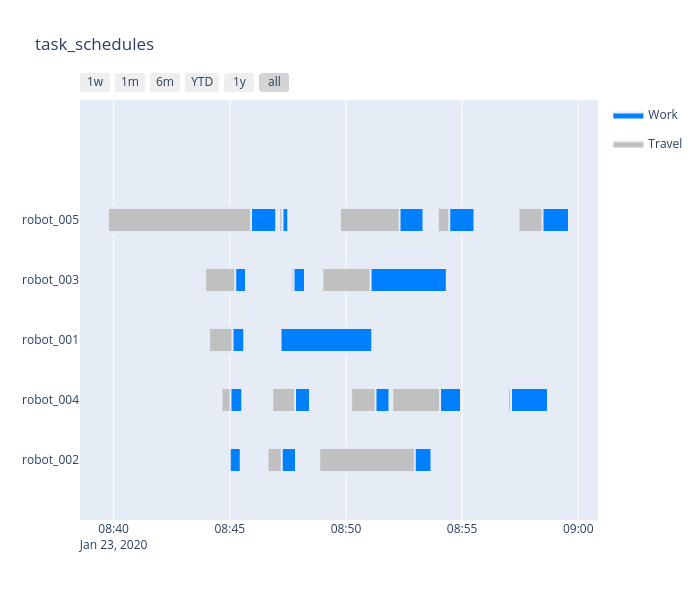 task_schedules
1w 1m 6m YTD 1y all
Work
Travel
robot_005
robot_003
robot_001
robot_004
robot_002
08:40 08:45 08:50 08:55 09:00
Jan 23, 2020